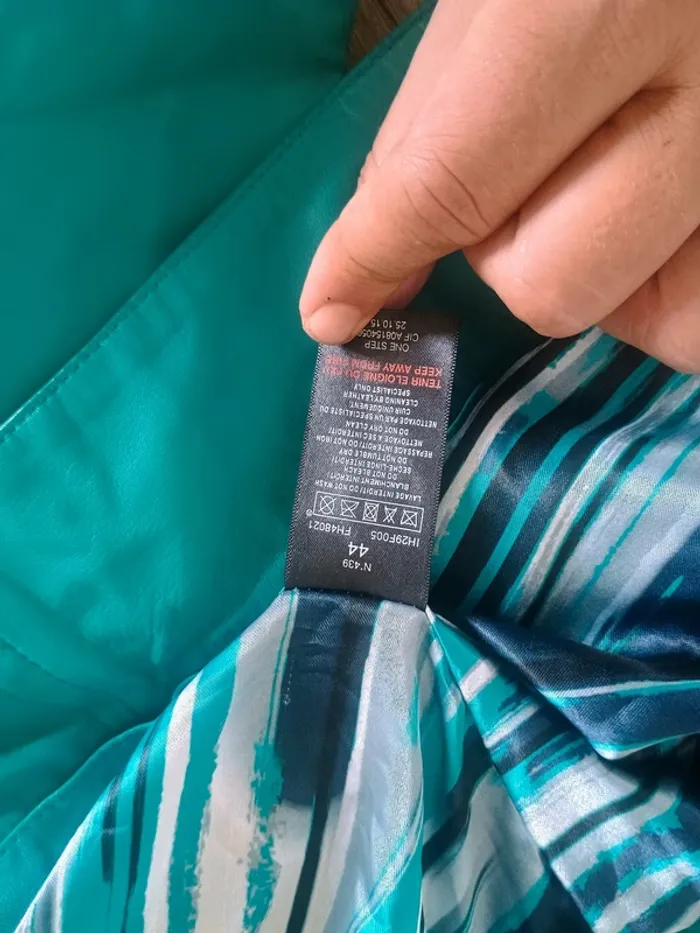 N°439
44
IH29F005 FH48021
LAVAGE INTERDIT/ DO NOT WASH
BLANCHIMENT INTERDIT/
DO NOT BLEACH
SECHE-LINGE INTERDIT/
DO NOT TUMBLE DRY
REPASSAGE INTERDIT/ DO NOT IRON
NETTOYAGE A SEC INTERDIT/
DO NOT DRY CLEAN
NETTOYAGE PAR UN SPECIALISTE DU
CUIR UNIQUEMENT.
CLEANING BY LEATHER
SPECIALIST ONLY
TENIR ELOIGNE DU FEU
KEEP AWAY FROM FIRE
ONE STEP
CIF A08154058
25.10.15